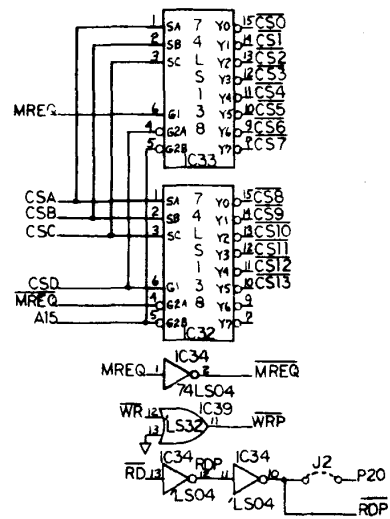 1 SA 7 Y0 15 CS0
2 SB 4 Y1 14 CS1
3 SC L Y2 13 CS2
S Y3 12 CS3
1 Y4 11 CS4
MREQ 6 G1 3 Y5 10 CS5
4 G2A 8 Y6 9 CS6
5 G2B Y7 7 CS7
IC33
CSA 1 SA 7 Y0 15 CS8
CSB 2 SB 4 Y1 14 CS9
CSC 3 SC L Y2 13 CS10
S Y3 12 CS11
1 Y4 11 CS12
CSD 6 G1 3 Y5 10 CS13
MREQ 4 G2A 8 Y6 9
A15 5 G2B Y7 7
IC32
IC34
MREQ 1 2 MREQ
74LS04
WR 12 IC39
13 LS32 11 WRP
IC34 IC34
RD 13 12 RDP 11 10 J2 P20
'LS04 'LS04 RDP